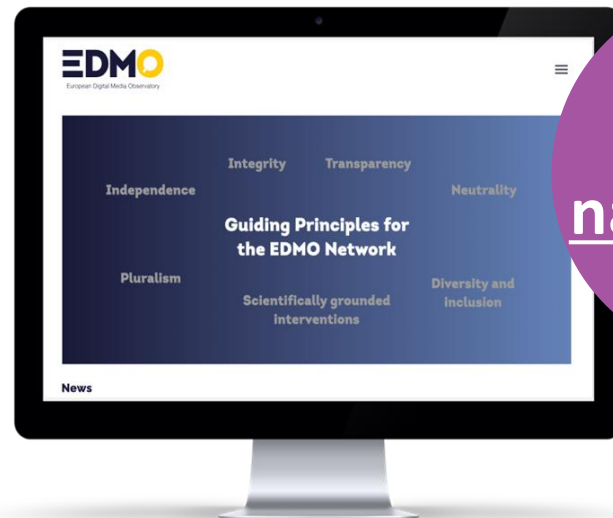 EDMO
European Digital Media Observatory
Integrity Transparency
Independence Neutrality
Guiding Principles for
the EDMO Network
Pluralism Diversity and
Scientifically grounded inclusion
interventions
News